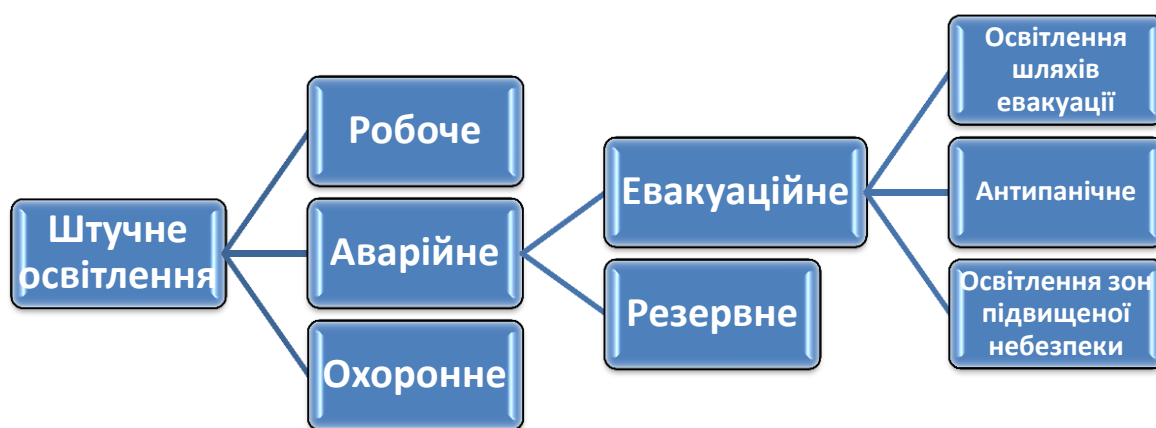 Штучне
освітлення
Робоче
Аварійне
Охоронне
Евакуаційне
Резервне
Освітлення
шляхів
евакуації
Антипанічне
Освітлення зон
підвищеної
небезпеки